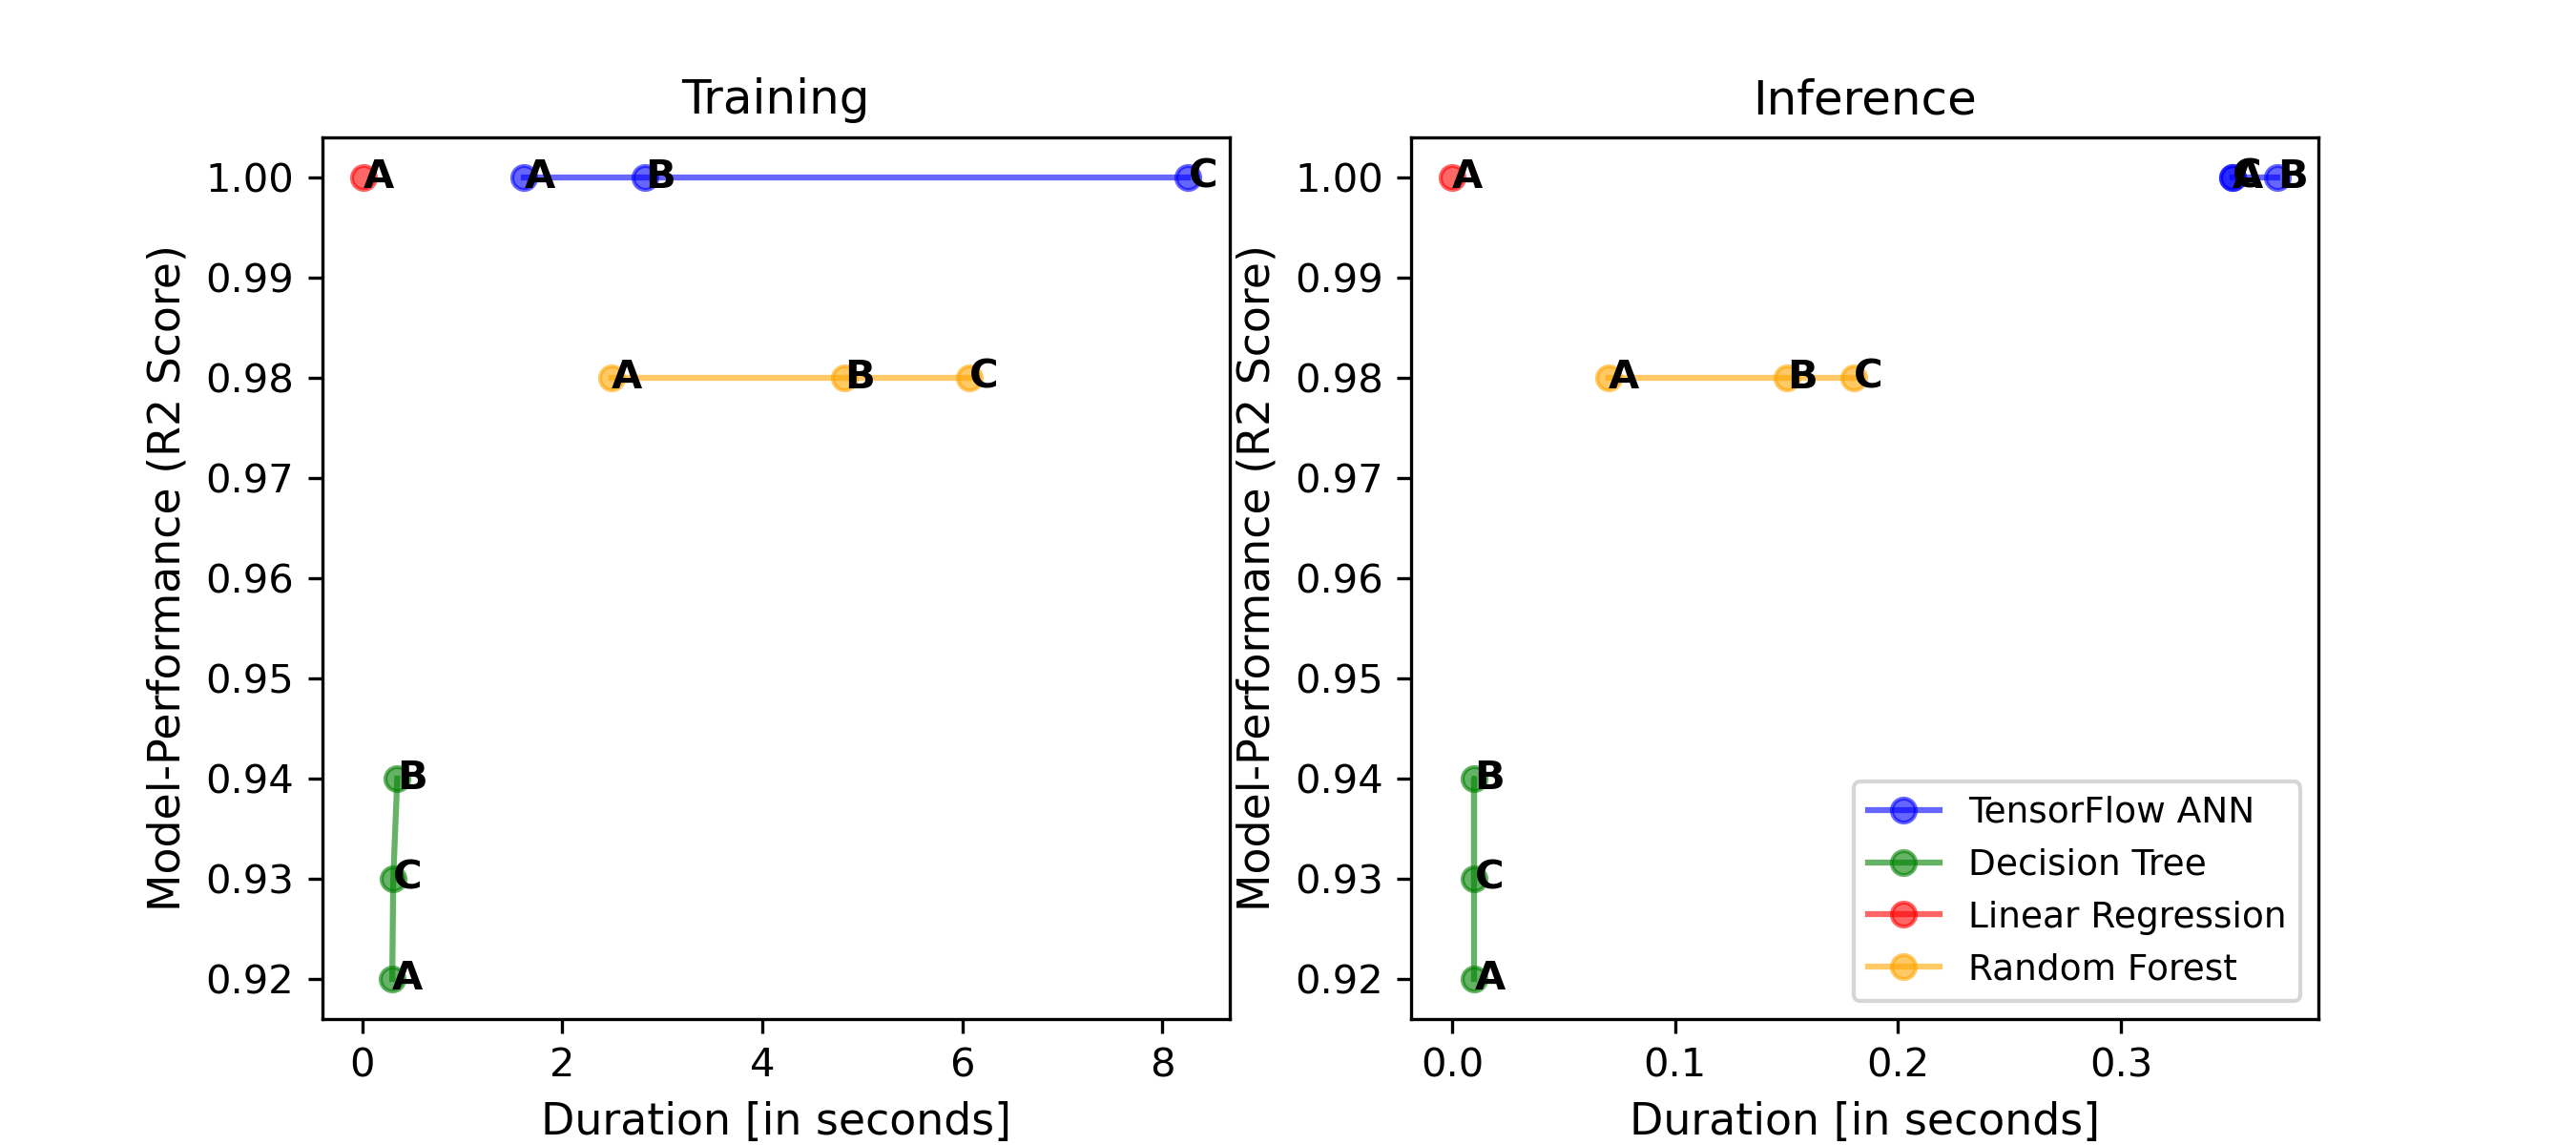 Training
Model-Performance (R2 Score)
1.00
0.99
0.98
0.97
0.96
0.95
0.94
0.93
0.92
A
A
B
C
A
B
C
B
C
A
0
2
4
6
8
Duration [in seconds]
Inference
Model-Performance (R2 Score)
1.00
0.99
0.98
0.97
0.96
0.95
0.94
0.93
0.92
A
A
C
B
A
B
C
B
C
A
TensorFlow ANN
Decision Tree
Linear Regression
Random Forest
0.0
0.1
0.2
0.3
Duration [in seconds]